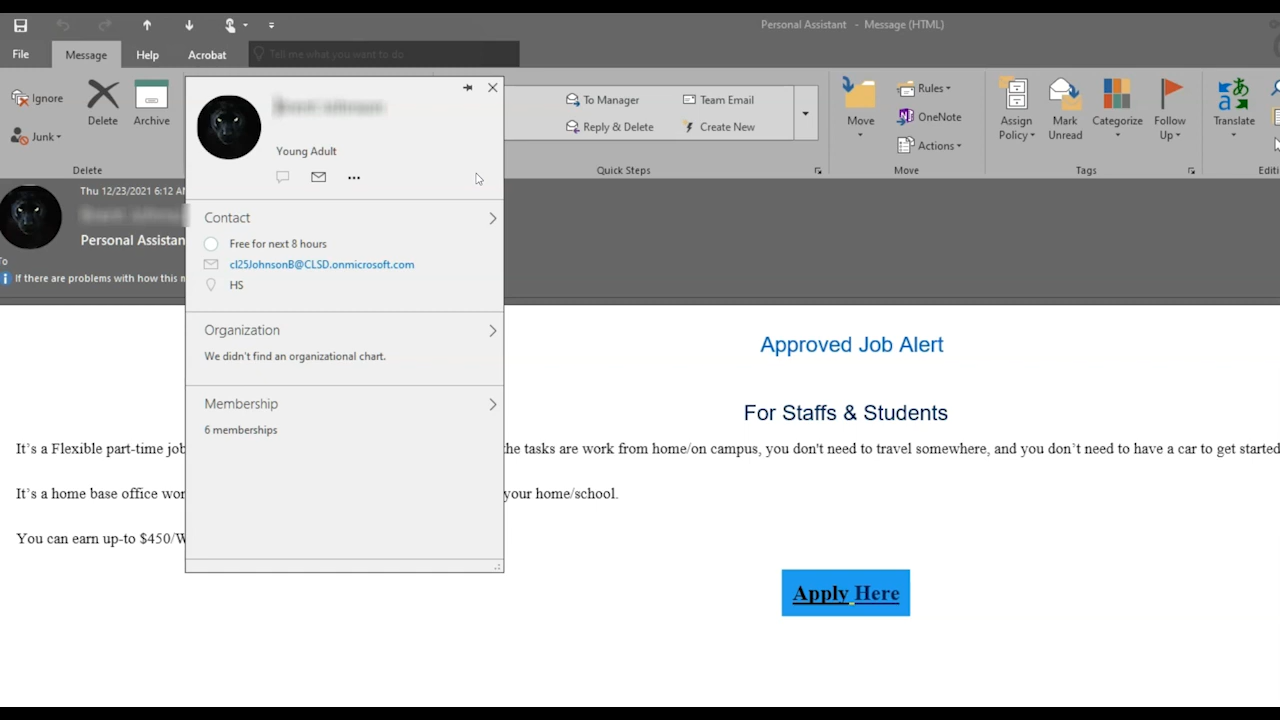 Personal Assistant - Message (HTML)
File Message Help Acrobat Tell me what you want to do
Ignore
Junk
Delete
Archive
Delete
To Manager
Team Email
Reply & Delete
Create New
Quick Steps
Move
Rules
OneNote
Actions
Move
Assign Policy
Mark Unread
Categorize
Follow Up
Tags
Translate
Editi
Young Adult
Contact
Free for next 8 hours
cl25JohnsonB@CLSD.onmicrosoft.com
HS
Organization
We didn't find an organizational chart.
Membership
6 memberships
Thu 12/23/2021 6:12 AM
Personal Assistan
To
If there are problems with how this m
Approved Job Alert
For Staffs & Students
It's a Flexible part-time job the tasks are work from home/on campus, you don't need to travel somewhere, and you don't need to have a car to get started
It's a home base office wor your home/school.
You can earn up-to $450/W
Apply Here